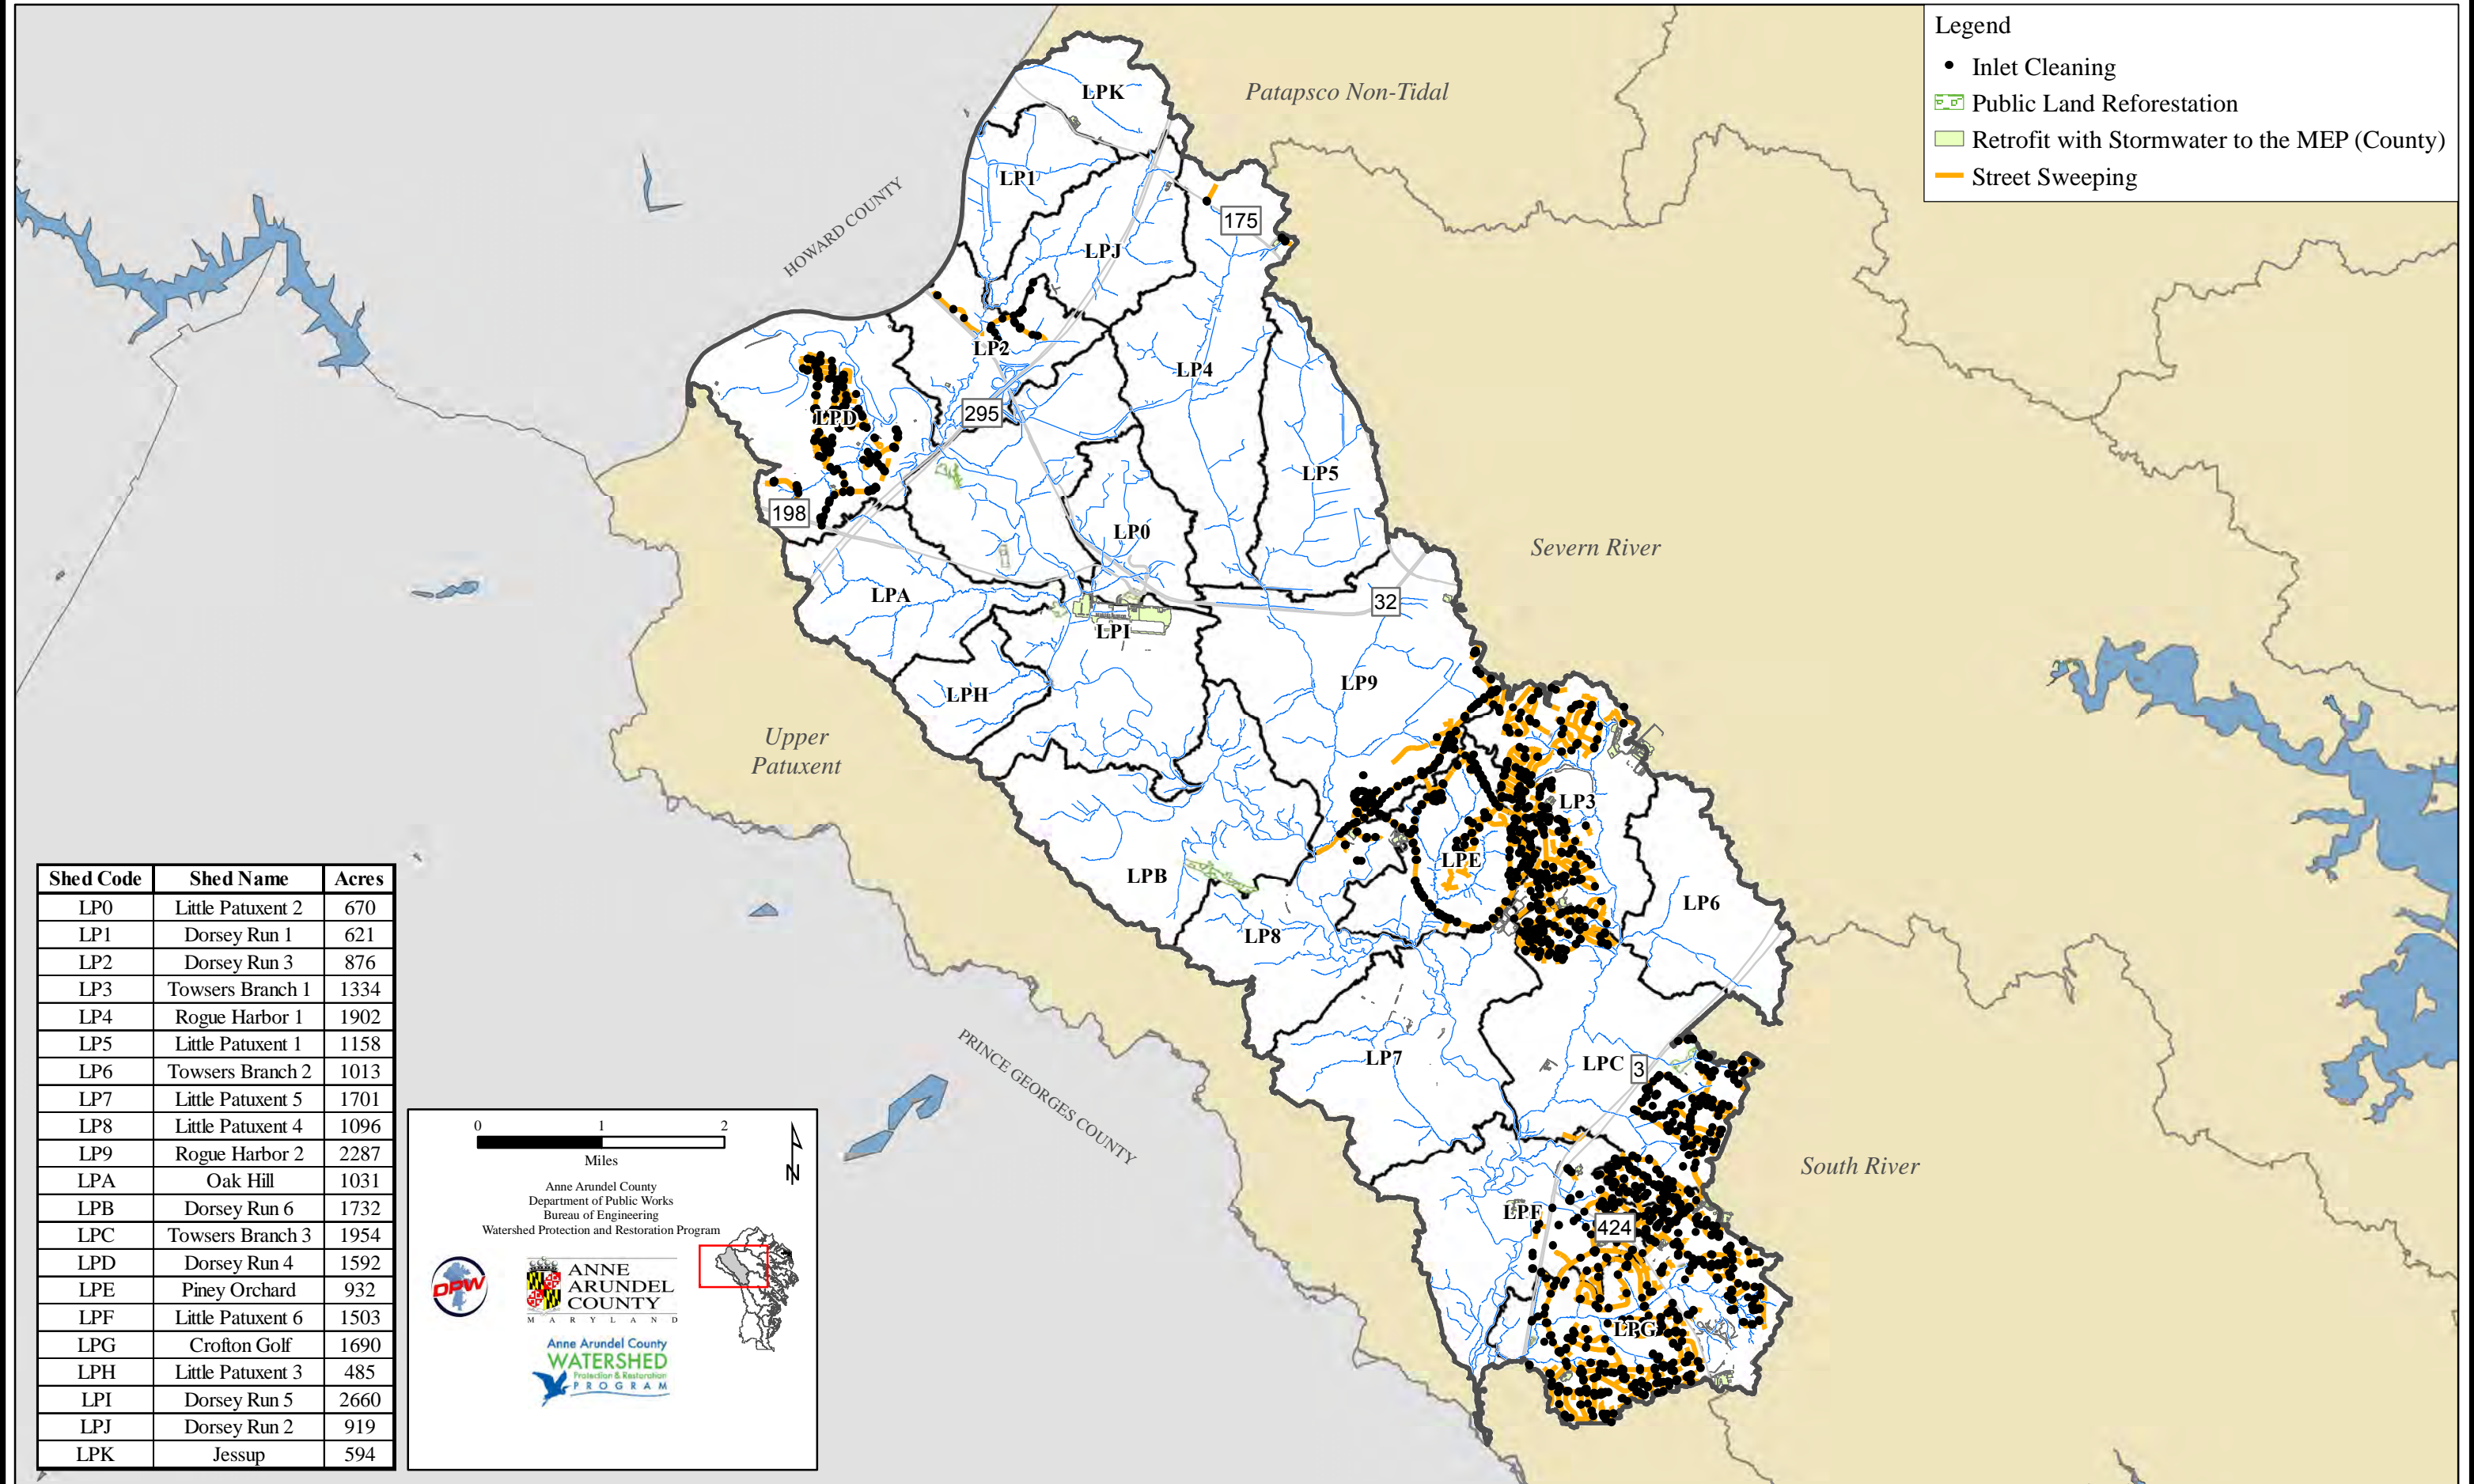 Legend
Inlet Cleaning
Public Land Reforestation
Retrofit with Stormwater to the MEP (County)
Street Sweeping
Patapsco Non-Tidal
HOWARD COUNTY
LPK
LP1
175
LPJ
LP2
LP4
LPD
295
LP5
198
LP0
Severn River
LPA
32
LPI
LPH
LP9
Upper
Patuxent
LP3
LPE
LPB
LP6
LP8
PRINCE GEORGES COUNTY
LP7
LPC
3
South River
LPF
424
LPG
Shed Code Shed Name Acres
LP0 Little Patuxent 2 670
LP1 Dorsey Run 1 621
LP2 Dorsey Run 3 876
LP3 Towsers Branch 1 1334
LP4 Rogue Harbor 1 1902
LP5 Little Patuxent 1 1158
LP6 Towsers Branch 2 1013
LP7 Little Patuxent 5 1701
LP8 Little Patuxent 4 1096
LP9 Rogue Harbor 2 2287
LPA Oak Hill 1031
LPB Dorsey Run 6 1732
LPC Towsers Branch 3 1954
LPD Dorsey Run 4 1592
LPE Piney Orchard 932
LPF Little Patuxent 6 1503
LPG Crofton Golf 1690
LPH Little Patuxent 3 485
LPI Dorsey Run 5 2660
LPJ Dorsey Run 2 919
LPK Jessup 594
0 1 2
Miles
N
Anne Arundel County
Department of Public Works
Bureau of Engineering
Watershed Protection and Restoration Program
DPW
ANNE
ARUNDEL
COUNTY
MARYLAND
Anne Arundel County
WATERSHED
Protection & Restoration
PROGRAM